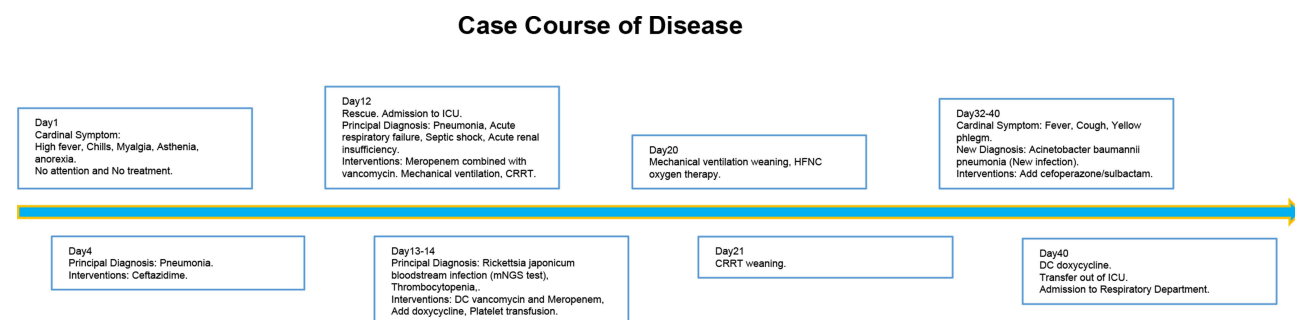 Case Course of Disease
Day1
Cardinal Symptom:
High fever, Chills, Myalgia, Asthenia,
anorexia.
No attention and No treatment.
Day12
Rescue. Admission to ICU.
Principal Diagnosis: Pneumonia, Acute
respiratory failure, Septic shock, Acute renal
insufficiency.
Interventions: Meropenem combined with
vancomycin. Mechanical ventilation, CRRT.
Day20
Mechanical ventilation weaning, HFNC
oxygen therapy.
Day32-40
Cardinal Symptom: Fever, Cough, Yellow
phlegm.
New Diagnosis: Acinetobacter baumannii
pneumonia (New infection).
Interventions: Add cefoperazone/sulbactam.
Day4
Principal Diagnosis: Pneumonia.
Interventions: Ceftazidime.
Day13-14
Principal Diagnosis: Rickettsia japonicum
bloodstream infection (mNGS test),
Thrombocytopenia,.
Interventions: DC vancomycin and Meropenem,
Add doxycycline, Platelet transfusion.
Day21
CRRT weaning.
Day40
DC doxycycline.
Transfer out of ICU.
Admission to Respiratory Department.